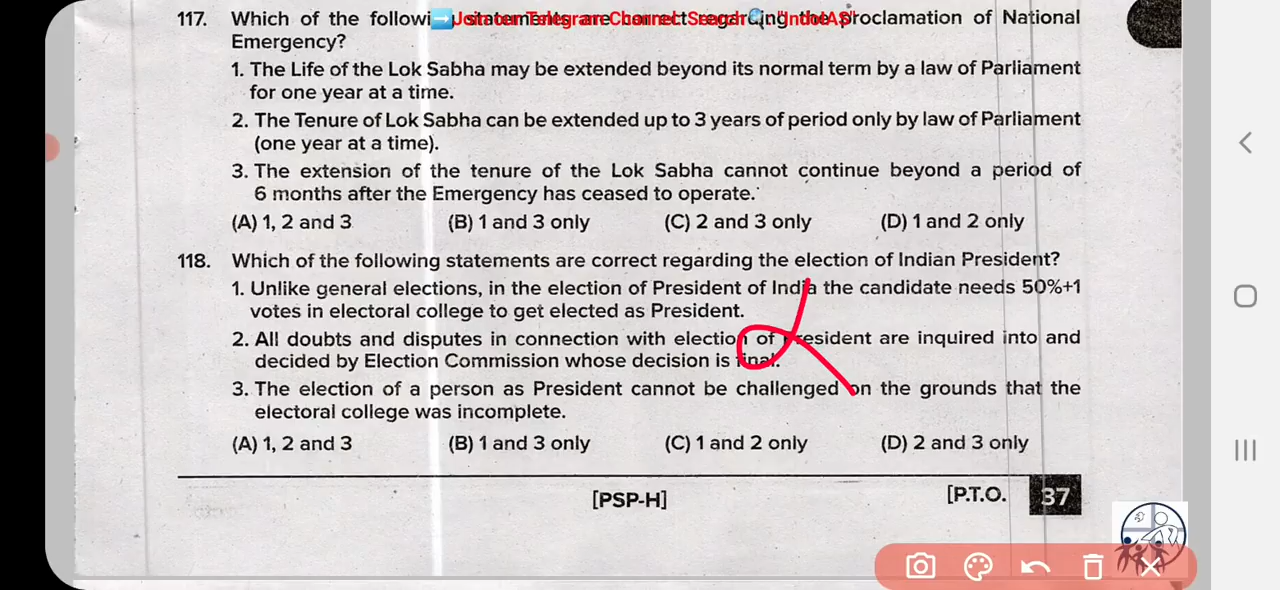 117. Which of the followi statements are correct regarding the proclamation of National
➡Join our Telegram Channel: Search 🔍 "IndoAS"
Emergency?
1. The Life of the Lok Sabha may be extended beyond its normal term by a law of Parliament
for one year at a time.
2. The Tenure of Lok Sabha can be extended up to 3 years of period only by law of Parliament
(one year at a time).
3. The extension of the tenure of the Lok Sabha cannot continue beyond a period of
6 months after the Emergency has ceased to operate.
(A) 1, 2 and 3 (B) 1 and 3 only (C) 2 and 3 only (D) 1 and 2 only
118. Which of the following statements are correct regarding the election of Indian President?
1. Unlike general elections, in the election of President of India the candidate needs 50%+1
votes in electoral college to get elected as President.
2. All doubts and disputes in connection with election of President are inquired into and
decided by Election Commission whose decision is final.
3. The election of a person as President cannot be challenged on the grounds that the
electoral college was incomplete.
(A) 1, 2 and 3 (B) 1 and 3 only (C) 1 and 2 only (D) 2 and 3 only
[PSP-H] [P.T.O. 37